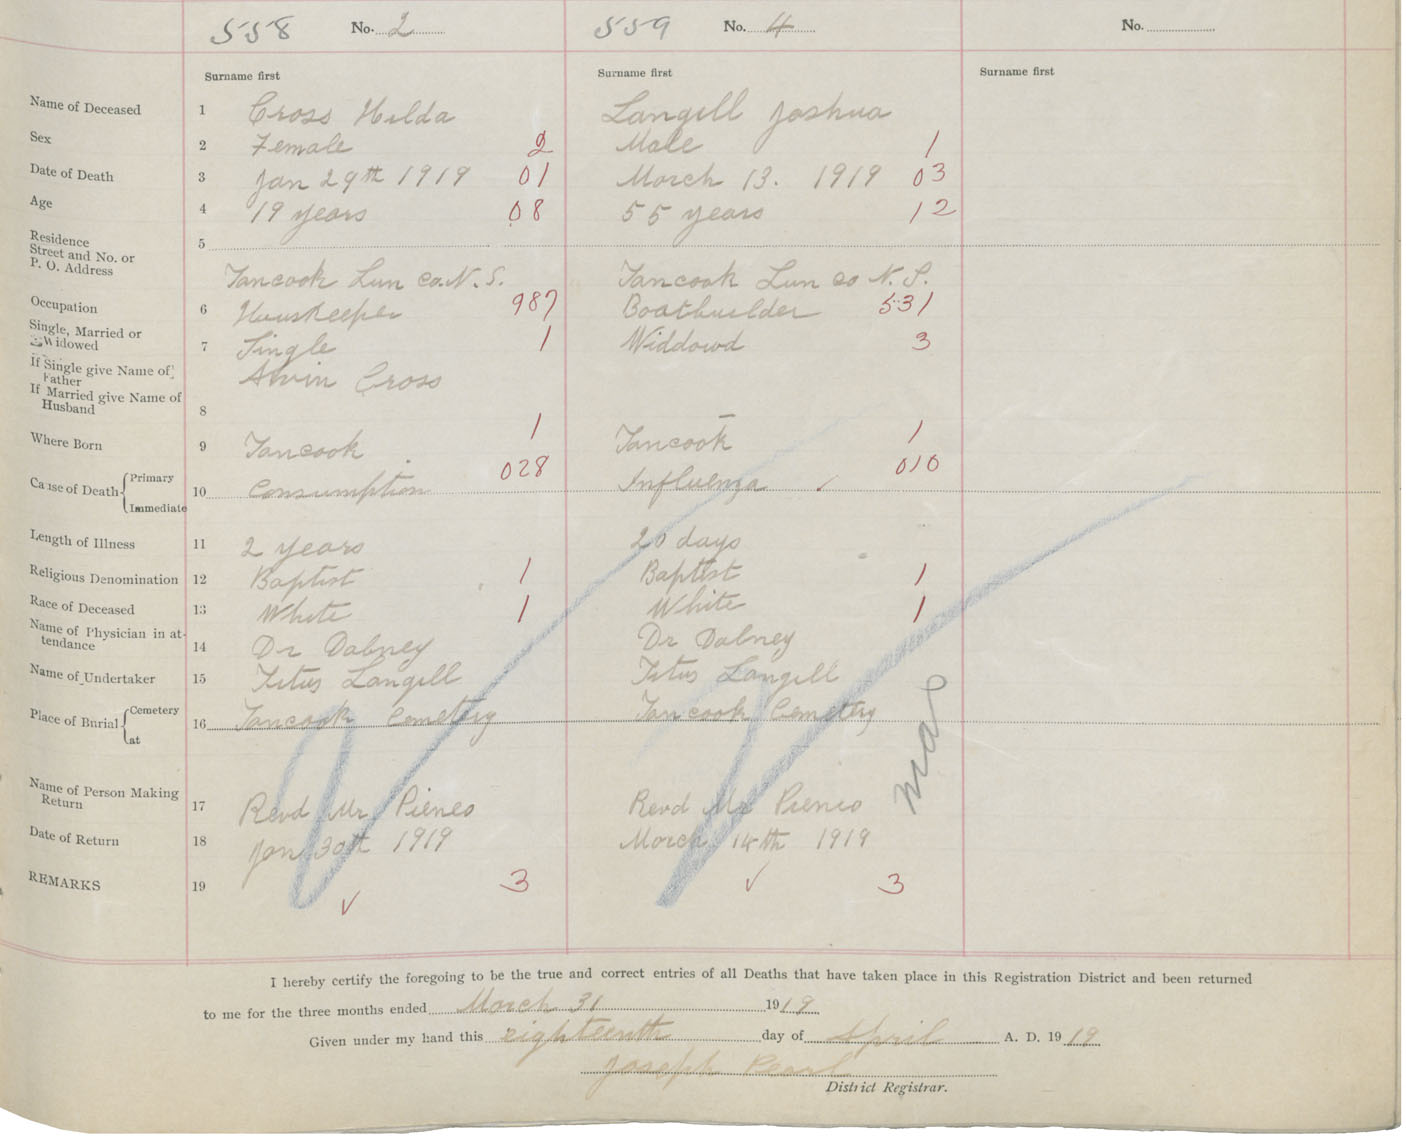 558 No. 2 559 No. 4 No.
Surname first Surname first Surname first
Name of Deceased 1 Cross Hilda Langill Joshua
Sex 2 Female 2 Male 1
Date of Death 3 Jan 29th 1919 01 March 13. 1919 03
Age 4 19 years 08 55 years 12
Residence
Street and No. or
P. O. Address
5
Tancook Lun co. N. S. Tancook Lun co N. S.
Occupation 6 Houskeeper 987 Boatbuilder 531
Single, Married or
Widowed
7 Single 1 Widdowd 3
If Single give Name of
Father
Alvin Cross
If Married give Name of
Husband
8
Where Born 9 Tancook 1 Tancook 1
Cause of Death { Primary
Immediate
10 Consumption 028 Influenza 010
Length of Illness 11 2 years 20 days
Religious Denomination 12 Baptist 1 Baptist 1
Race of Deceased 13 White 1 White 1
Name of Physician in at-
tendance
14 Dr Dabney Dr Dabney
Name of Undertaker 15 Titus Langill Titus Langill
Place of Burial { Cemetery
at
16 Tancook Cemetery Tancook Cemetery
mar
Name of Person Making
Return
17 Revd Mr Pineo Revd Mr Pineo
Date of Return 18 Jan 30th 1919 March 14th 1919
REMARKS 19 3 3
I hereby certify the foregoing to be the true and correct entries of all Deaths that have taken place in this Registration District and been returned
to me for the three months ended March 31 1919
Given under my hand this eighteenth day of April A. D. 1919
Joseph Pearl
District Registrar.